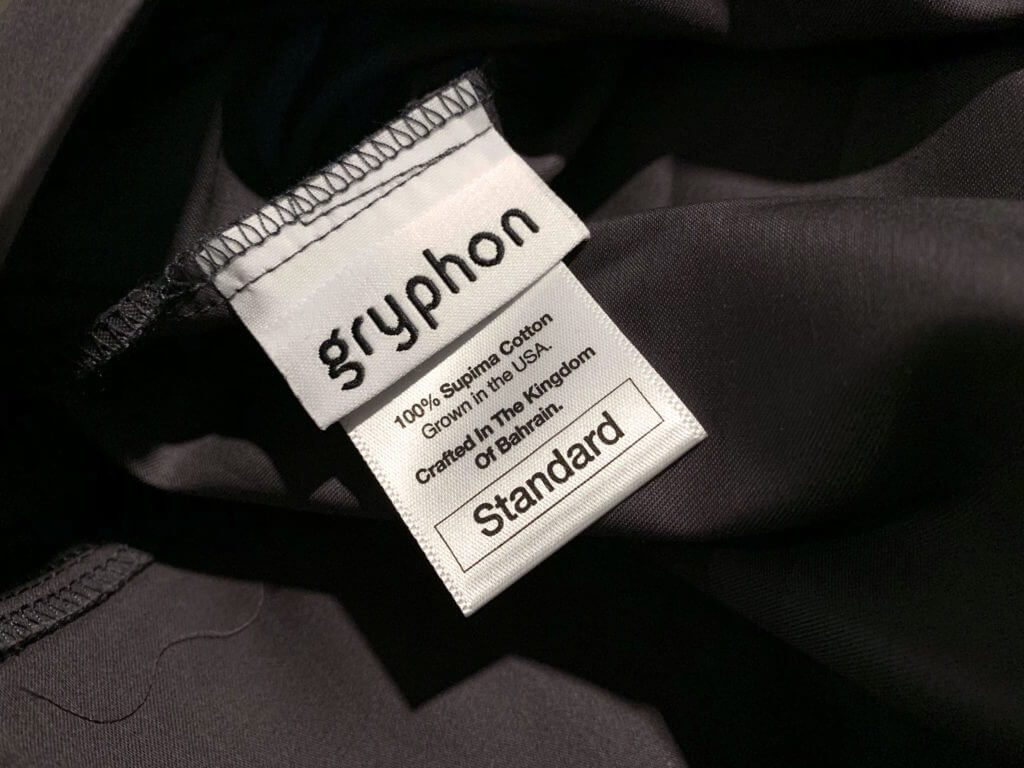 gryphon
100% Supima Cotton
Grown in the USA.
Crafted In The Kingdom
Of Bahrain.
Standard